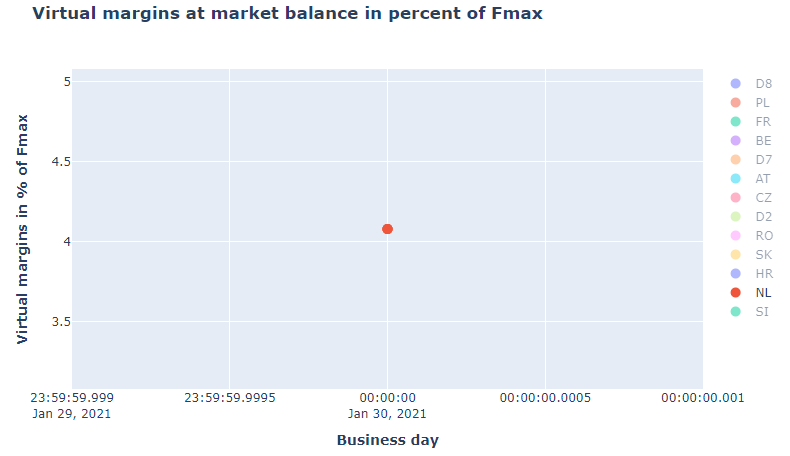 Virtual margins at market balance in percent of Fmax
Virtual margins in % of Fmax
5
4.5
4
3.5
23:59:59.999
Jan 29, 2021
23:59:59.9995
00:00:00
Jan 30, 2021
00:00:00.0005
00:00:00.001
Business day
D8
PL
FR
BE
D7
AT
CZ
D2
RO
SK
HR
NL
SI